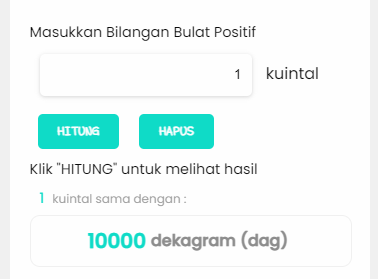 Masukkan Bilangan Bulat Positif
1 kuintal
HITUNG HAPUS
Klik "HITUNG" untuk melihat hasil
1 kuintal sama dengan :
10000 dekagram (dag)